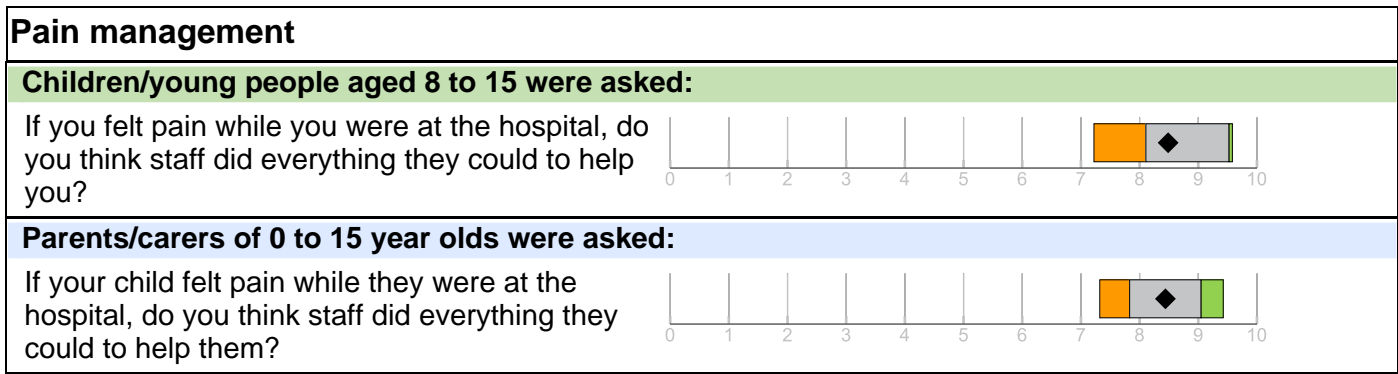 Pain management
Children/young people aged 8 to 15 were asked:
If you felt pain while you were at the hospital, do
you think staff did everything they could to help
you?
0 1 2 3 4 5 6 7 8 9 10
Parents/carers of 0 to 15 year olds were asked:
If your child felt pain while they were at the
hospital, do you think staff did everything they
could to help them?
0 1 2 3 4 5 6 7 8 9 10